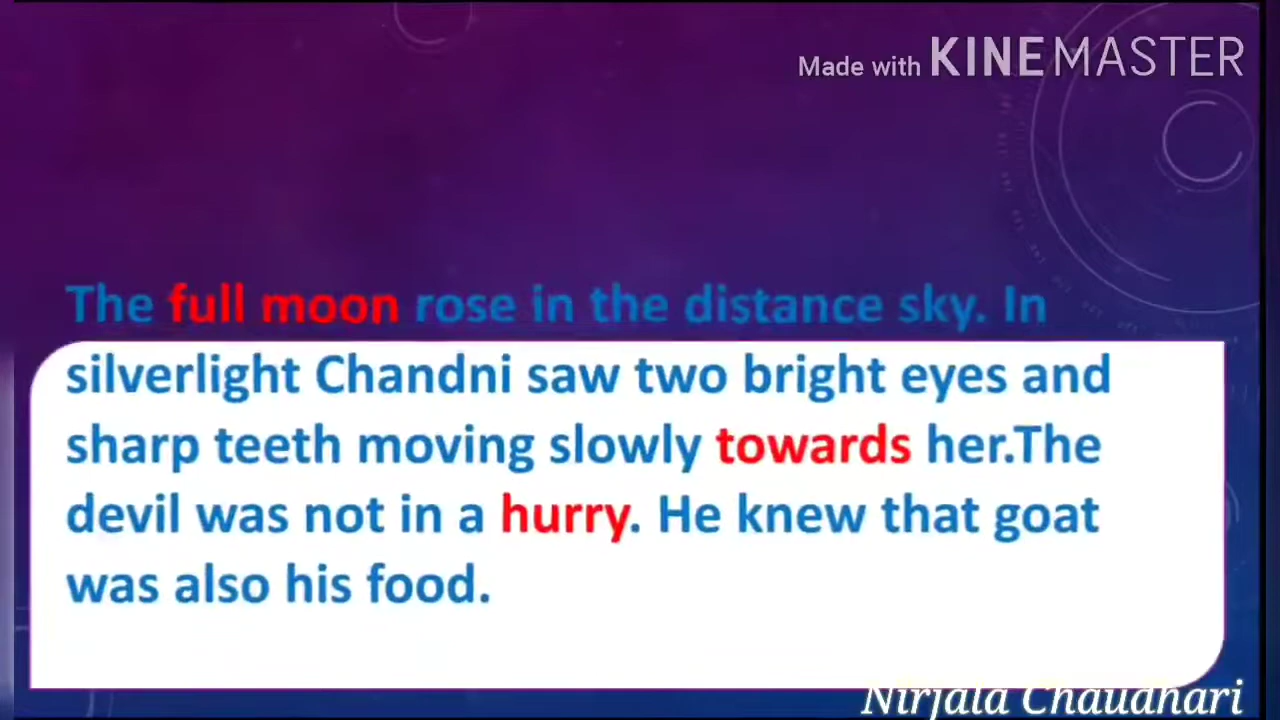 Made with KINEMASTER
The full moon rose in the distance sky. In
silverlight Chandni saw two bright eyes and
sharp teeth moving slowly towards her.The
devil was not in a hurry. He knew that goat
was also his food.
Nirjala Chaudhari